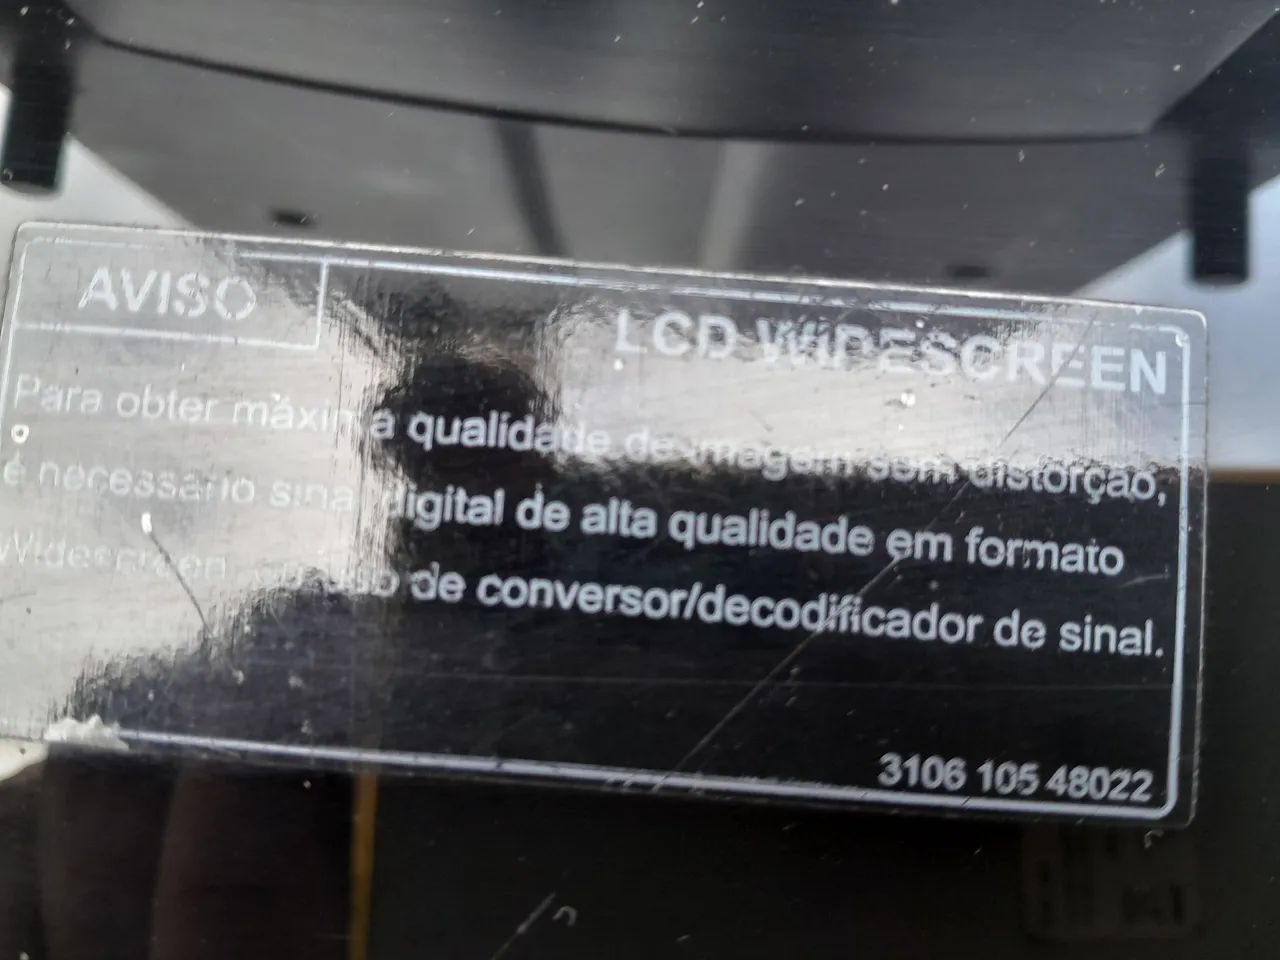 AVISO
LCD WIDESCREEN
Para obter máxima qualidade de imagem sem distorção,
é necessário sinal digital de alta qualidade em formato
Widescreen de conversor/decodificador de sinal.
3106 105 48022